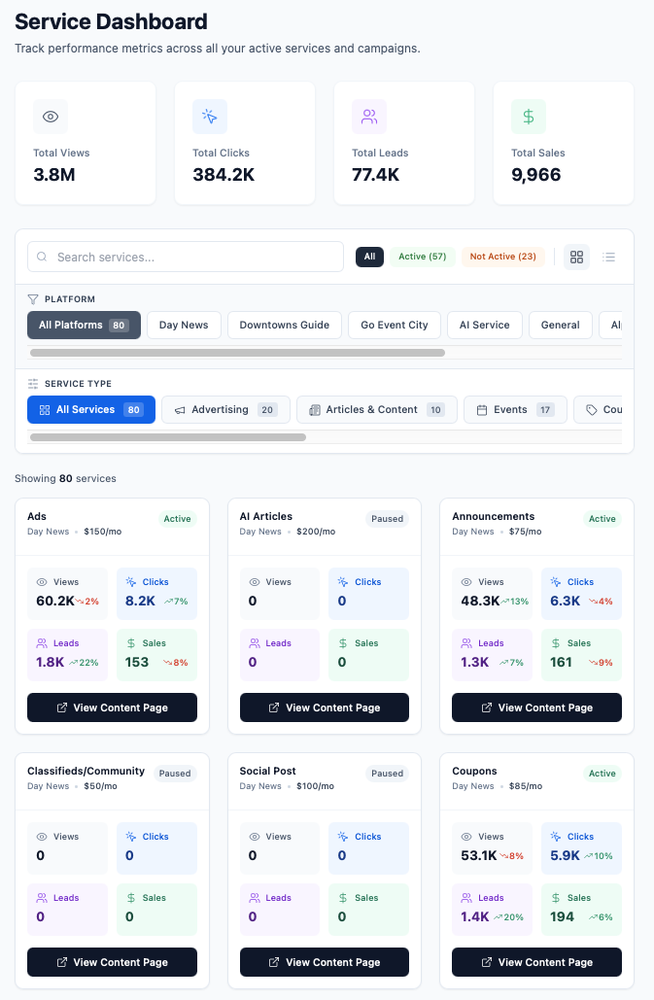 Service Dashboard
Track performance metrics across all your active services and campaigns.
Total Views
3.8M
Total Clicks
384.2K
Total Leads
77.4K
Total Sales
9,966
Search services...
All
Active (57)
Not Active (23)
PLATFORM
All Platforms 80
Day News
Downtowns Guide
Go Event City
AI Service
General
SERVICE TYPE
All Services 80
Advertising 20
Articles & Content 10
Events 17
Cou
Showing 80 services
Ads
Active
Day News • $150/mo
Views
60.2K 2%
Clicks
8.2K 7%
Leads
1.8K 22%
Sales
153 8%
View Content Page
AI Articles
Paused
Day News • $200/mo
Views
0
Clicks
0
Leads
0
Sales
0
View Content Page
Announcements
Active
Day News • $75/mo
Views
48.3K 13%
Clicks
6.3K 4%
Leads
1.3K 7%
Sales
161 9%
View Content Page
Classifieds/Community
Paused
Day News • $50/mo
Views
0
Clicks
0
Leads
0
Sales
0
View Content Page
Social Post
Paused
Day News • $100/mo
Views
0
Clicks
0
Leads
0
Sales
0
View Content Page
Coupons
Active
Day News • $85/mo
Views
53.1K 8%
Clicks
5.9K 10%
Leads
1.4K 20%
Sales
194 6%
View Content Page